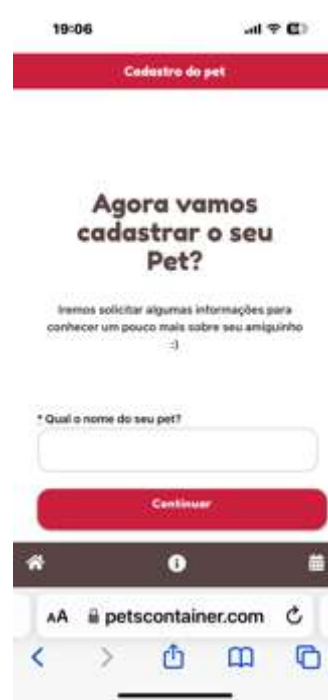 19:06
Cadastro do pet
Agora vamos
cadastrar o seu
Pet?
Iremos solicitar algumas informações para
conhecer um pouco mais sobre seu amiguinho
:)
* Qual o nome do seu pet?
Continuar
AA petscontainer.com